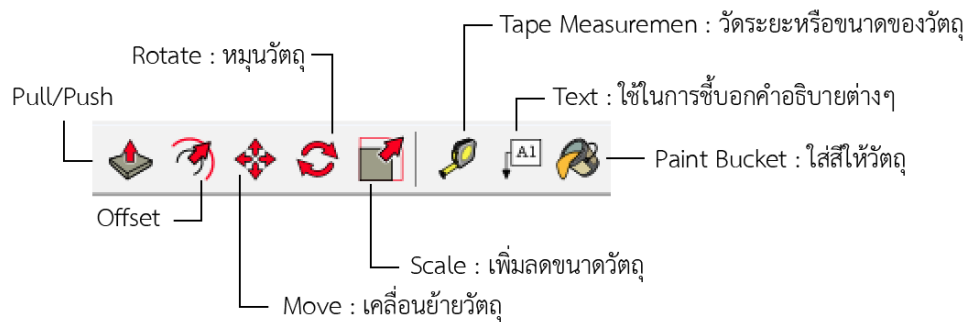 Tape Measuremen : วัดระยะหรือขนาดของวัตถุ
Rotate : หมุนวัตถุ
Pull/Push
Text : ใช้ในการชี้บอกคำอธิบายต่างๆ
A1
Paint Bucket : ใส่สีให้วัตถุ
Offset
Scale : เพิ่มลดขนาดวัตถุ
Move : เคลื่อนย้ายวัตถุ